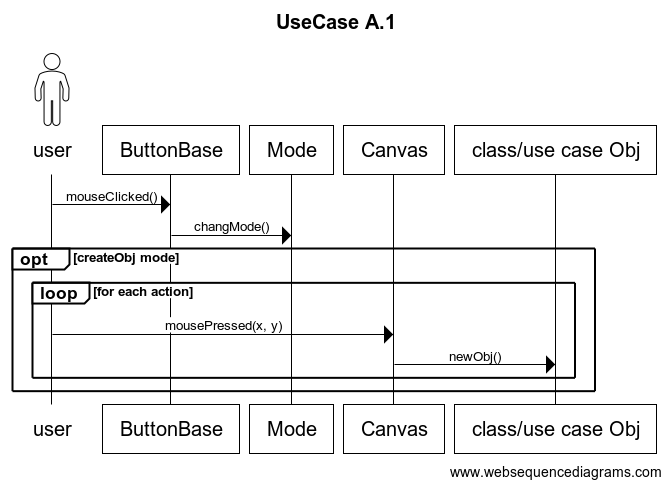 UseCase A.1
user
ButtonBase
Mode
Canvas
class/use case Obj
mouseClicked()
changMode()
opt
[createObj mode]
loop
[for each action]
mousePressed(x, y)
newObj()
user
ButtonBase
Mode
Canvas
class/use case Obj
www.websequencediagrams.com